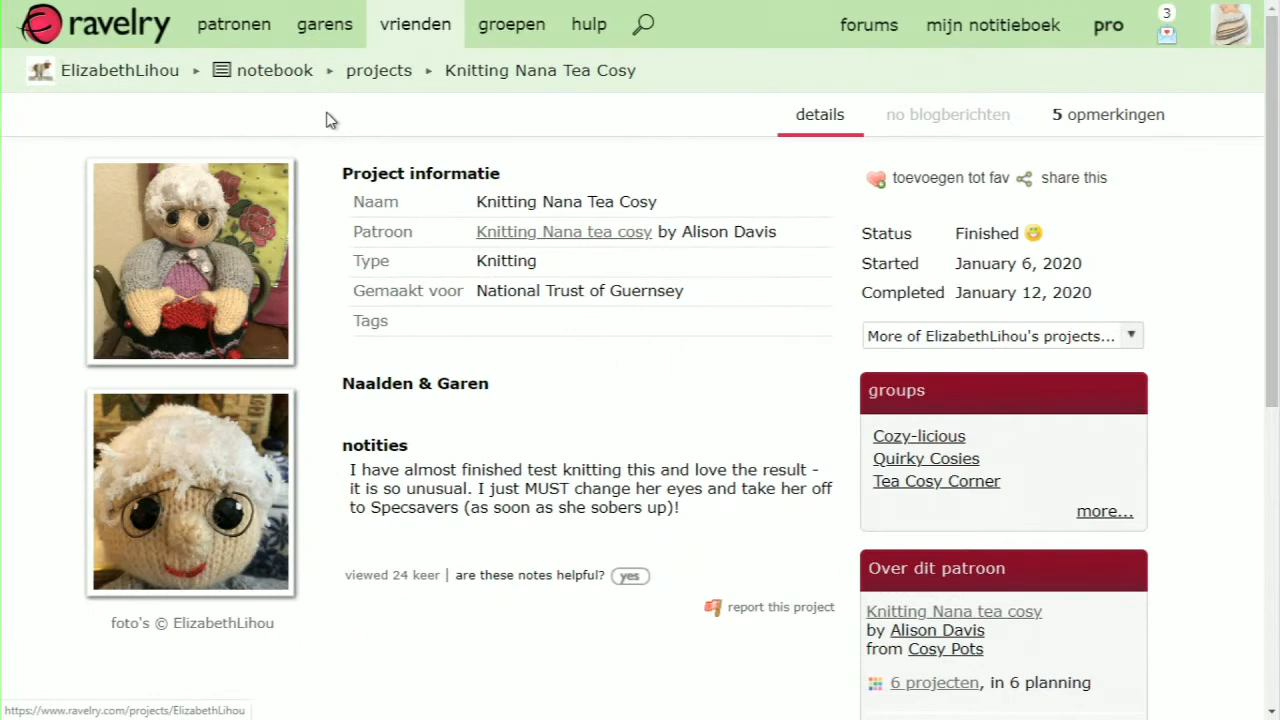 ravelry
patronen
garens
vrienden
groepen
hulp
forums
mijn notitieboek
pro
3
ElizabethLihou ▸ notebook ▸ projects ▸ Knitting Nana Tea Cosy
details
no blogberichten
5 opmerkingen
Project informatie
Naam Knitting Nana Tea Cosy
Patroon Knitting Nana tea cosy by Alison Davis
Type Knitting
Gemaakt voor National Trust of Guernsey
Tags
Naalden & Garen
notities
I have almost finished test knitting this and love the result -
it is so unusual. I just MUST change her eyes and take her off
to Specsavers (as soon as she sobers up)!
viewed 24 keer | are these notes helpful? yes
report this project
foto's © ElizabethLihou
toevoegen tot fav
share this
Status Finished
Started January 6, 2020
Completed January 12, 2020
More of ElizabethLihou's projects...
groups
Cozy-licious
Quirky Cosies
Tea Cosy Corner
more...
Over dit patroon
Knitting Nana tea cosy
by Alison Davis
from Cosy Pots
6 projecten, in 6 planning
https://www.ravelry.com/projects/ElizabethLihou